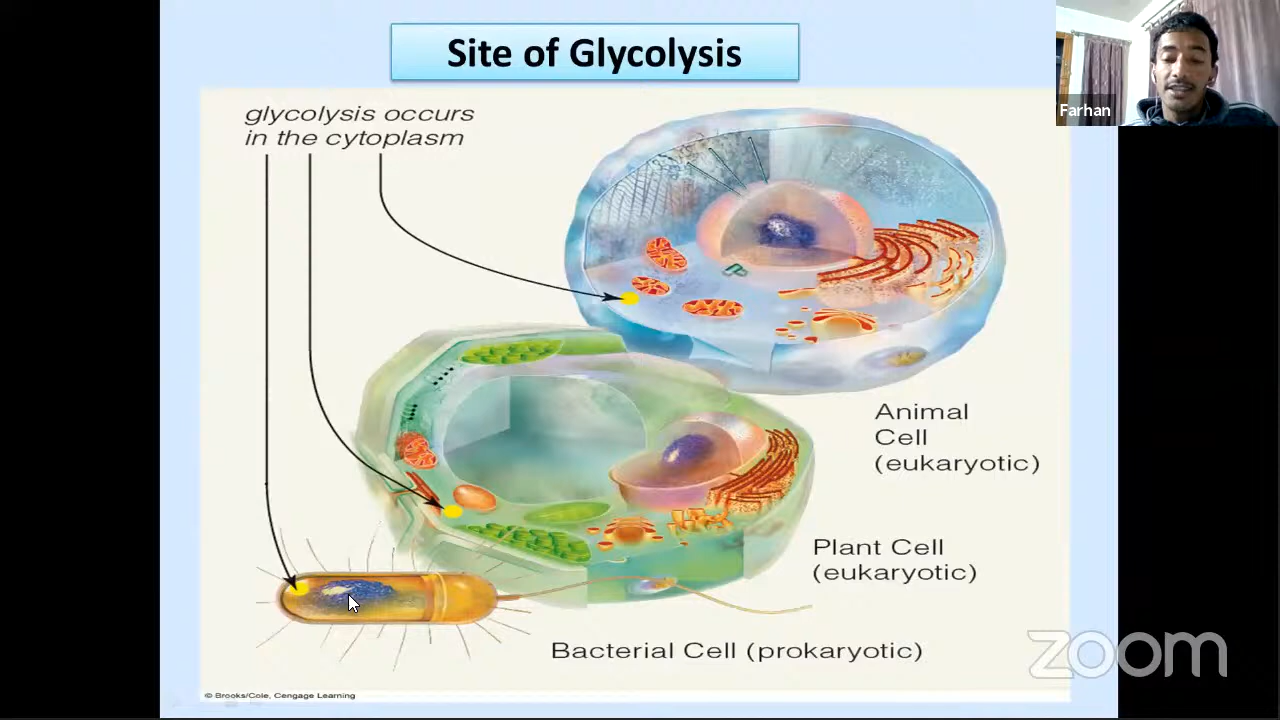 Site of Glycolysis
Farhan
glycolysis occurs
in the cytoplasm
Animal
Cell
(eukaryotic)
Plant Cell
(eukaryotic)
Bacterial Cell (prokaryotic)
zoom
© Brooks/Cole, Cengage Learning